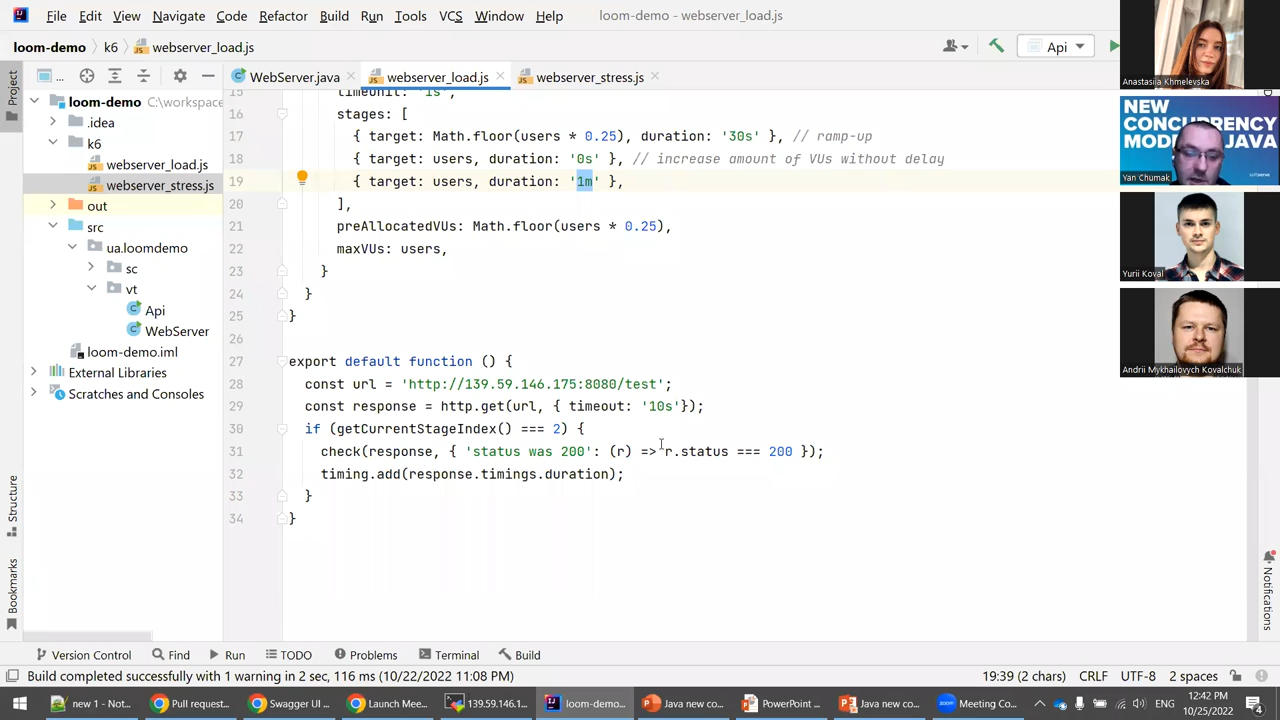 File Edit View Navigate Code Refactor Build Run Tools VCS Window Help loom-demo - webserver_load.js
loom-demo k6 webserver_load.js Api
... WebServer.java webserver_load.js webserver_stress.js
Project
loom-demo C:\workspace
.idea
k6
webserver_load.js
webserver_stress.js
out
src
ua.loomdemo
sc
vt
Api
WebServer
loom-demo.iml
External Libraries
Scratches and Consoles
Structure
Bookmarks
15 timeUnit: '1s',
16 stages: [
17 { target: Math.floor(users * 0.25), duration: '30s' }, // ramp-up
18 { target: users, duration: '0s' }, // increase amount of VUs without delay
19 { target: users, duration: '1m' },
20 ],
21 preAllocatedVUs: Math.floor(users * 0.25),
22 maxVUs: users,
23 }
24 }
25 }
26
27 export default function () {
28 const url = 'http://139.59.146.175:8080/test';
29 const response = http.get(url, { timeout: '10s'});
30 if (getCurrentStageIndex() === 2) {
31 check(response, { 'status was 200': (r) => r.status === 200 });
32 timing.add(response.timings.duration);
33 }
34 }
Anastasiia Khmelevska
NEW
CONCURRENCY
MOD JAVA
softserve
Yan Chumak
Yurii Koval
Andrii Mykhailovych Kovalchuk
Notifications
Version Control Find Run TODO Problems Terminal Build
Build completed successfully with 1 warning in 2 sec, 116 ms (10/22/2022 11:08 PM) 19:39 (2 chars) CRLF UTF-8 2 spaces
new 1 - Not... Pull request... Swagger UI ... Launch Mee... 139.59.146.1... loom-demo... Java new co... PowerPoint ... Java new co... zoom Meeting Co... ENG 12:42 PM
10/25/2022 4